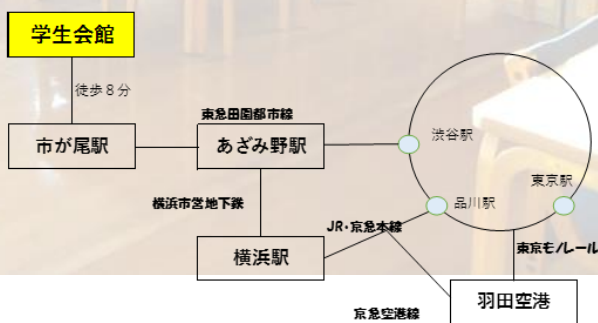 学生会館
徒歩８分
東急田園都市線
市が尾駅
あざみ野駅
渋谷駅
東京駅
品川駅
横浜市営地下鉄
JR・京急本線
横浜駅
東京モノレール
羽田空港
京急空港線